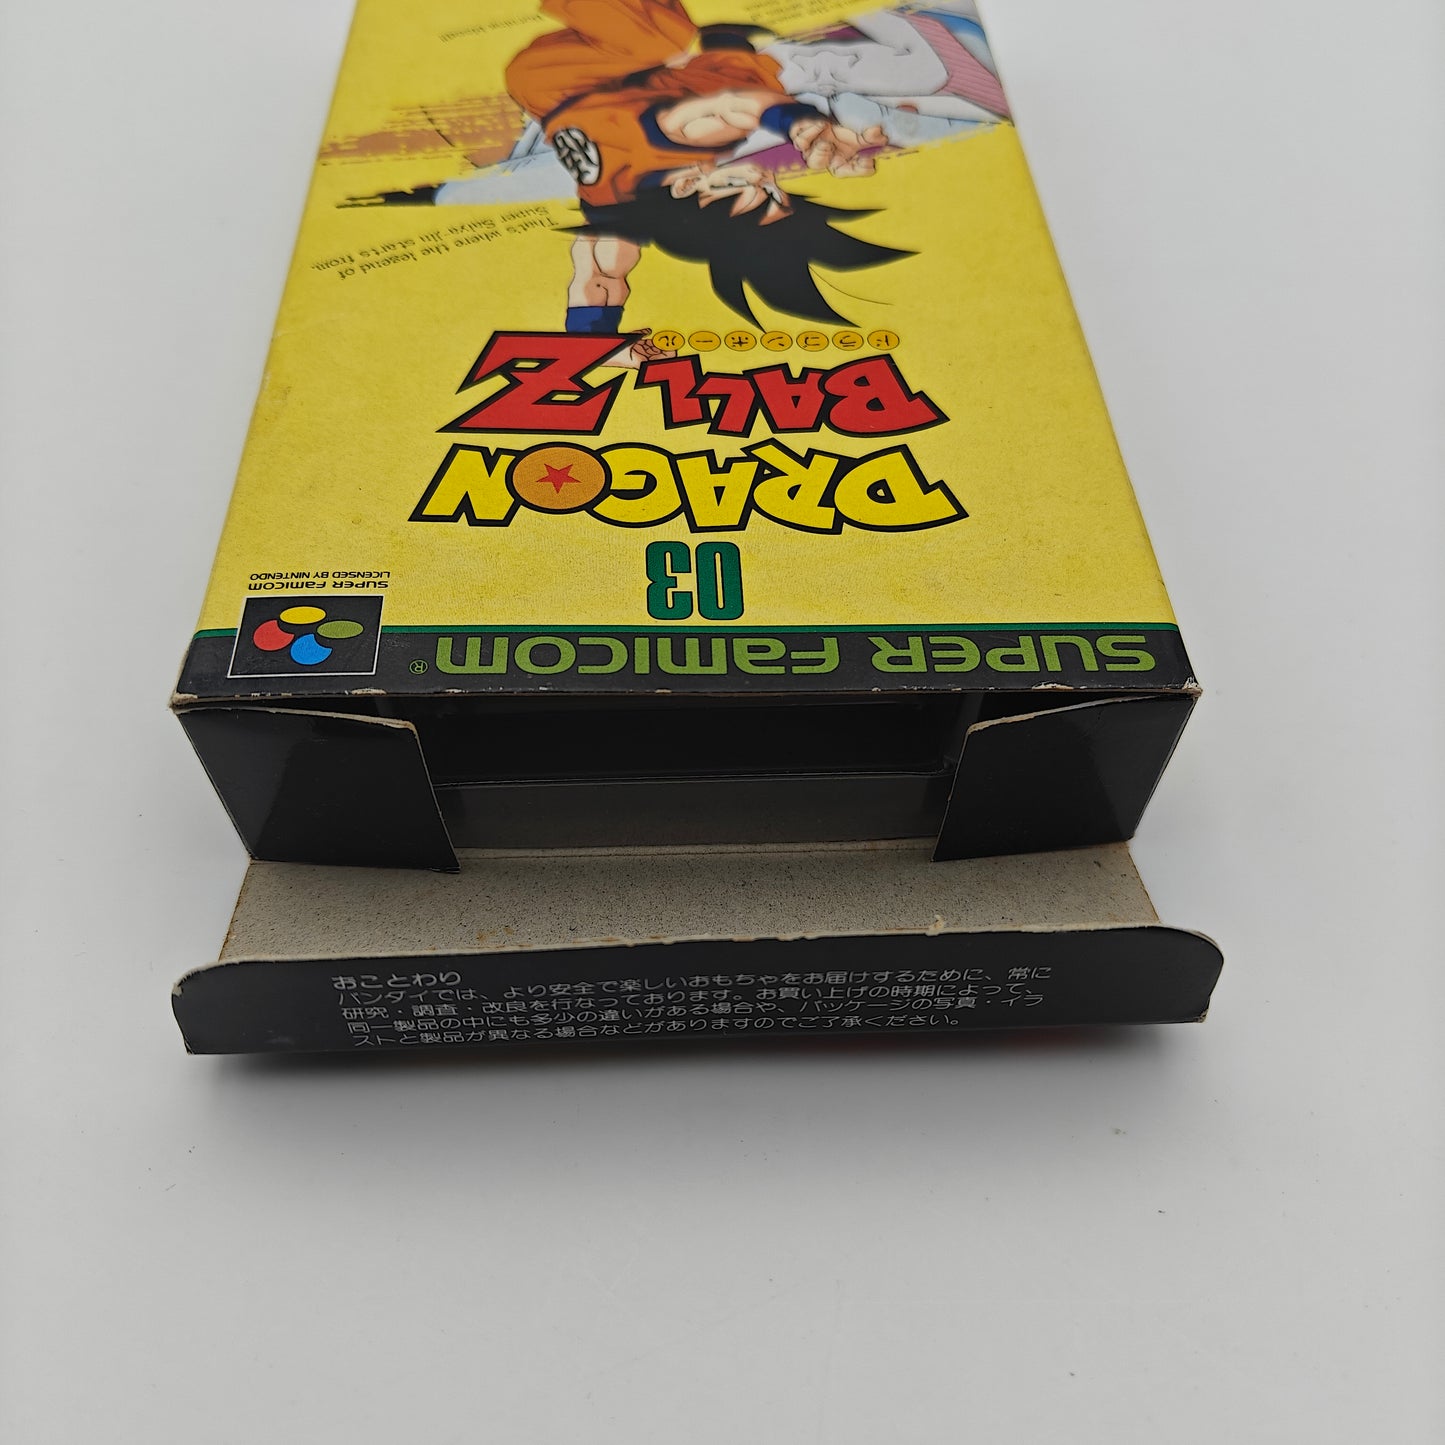 SUPER FAMICOM®
SUPER FAMICOM
LICENSED BY NINTENDO
03
DRAGON
BALL Z
ドラゴンボール
That's where the legend of
Super Saiya-Jin starts from...
おことわり
バンダイでは、より安全で楽しいおもちゃをお届けするために、常に
研究・調査・改良を行なっております。お買い上げの時期によって、
同一製品の中にも多少の違いがある場合や、パッケージの写真・イラ
ストと製品が異なる場合などがありますのでご了承ください。